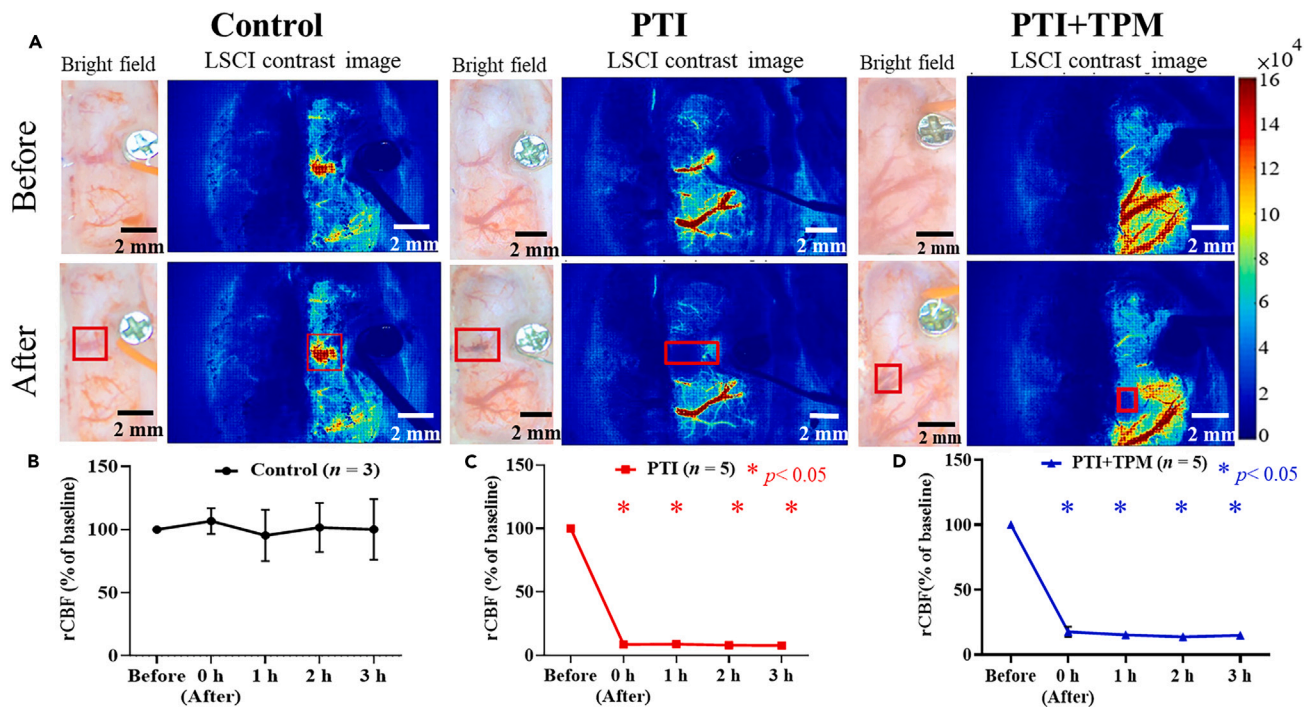 Control
PTI
PTI+TPM
A
Bright field
LSCI contrast image
Bright field
LSCI contrast image
Bright field
LSCI contrast image
×10⁴
Before
2 mm
2 mm
2 mm
2 mm
2 mm
2 mm
After
2 mm
2 mm
2 mm
2 mm
2 mm
2 mm
16
14
12
10
8
6
4
2
0
B
Control (n = 3)
rCBF (% of baseline)
150
100
50
0
Before
0 h
1 h
2 h
3 h
(After)
C
PTI (n = 5)
* p< 0.05
* * * *
rCBF (% of baseline)
150
100
50
0
Before
0 h
1 h
2 h
3 h
(After)
D
PTI+TPM (n = 5)
* p< 0.05
* * * *
rCBF(% of baseline)
150
100
50
0
Before
0 h
1 h
2 h
3 h
(After)